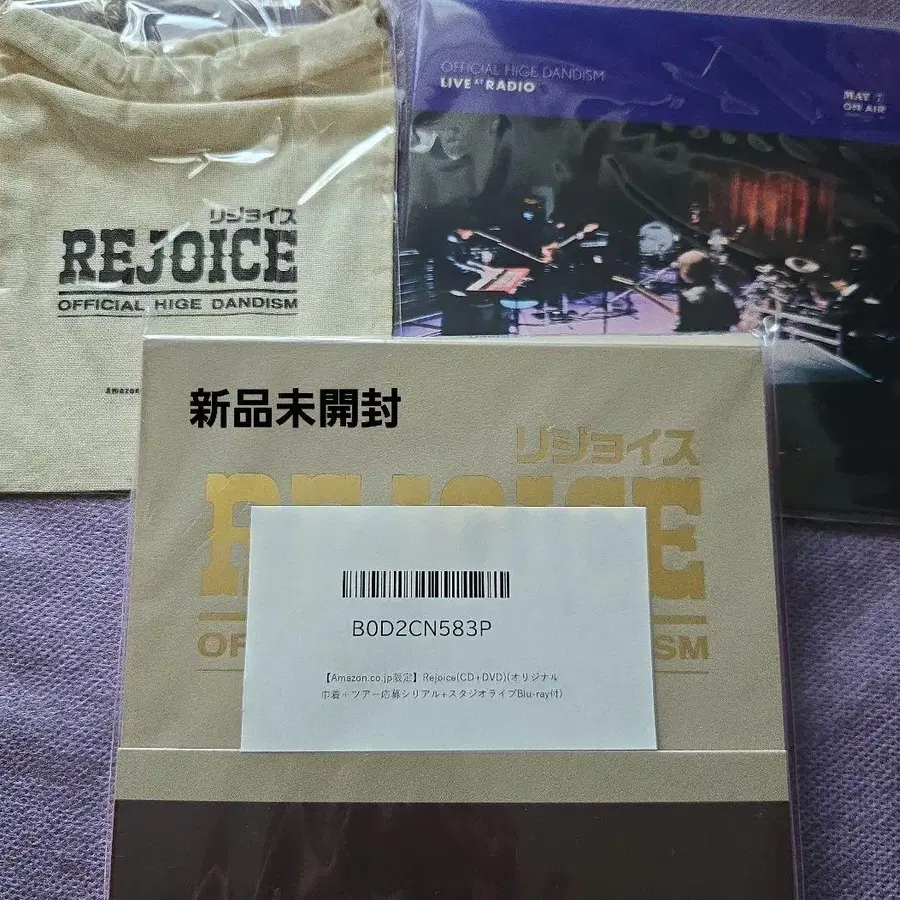 リジョイス
REJOICE
OFFICIAL HIGE DANDISM
Amazon
OFFICIAL HIGE DANDISM
LIVE AT RADIO
MAY 7
ON AIR
新品未開封
リジョイス
REJOICE
B0D2CN583P
【Amazon.co.jp限定】Rejoice(CD+DVD)(オリジナル
巾着+ツアー応募シリアル+スタジオライブBlu-ray付)